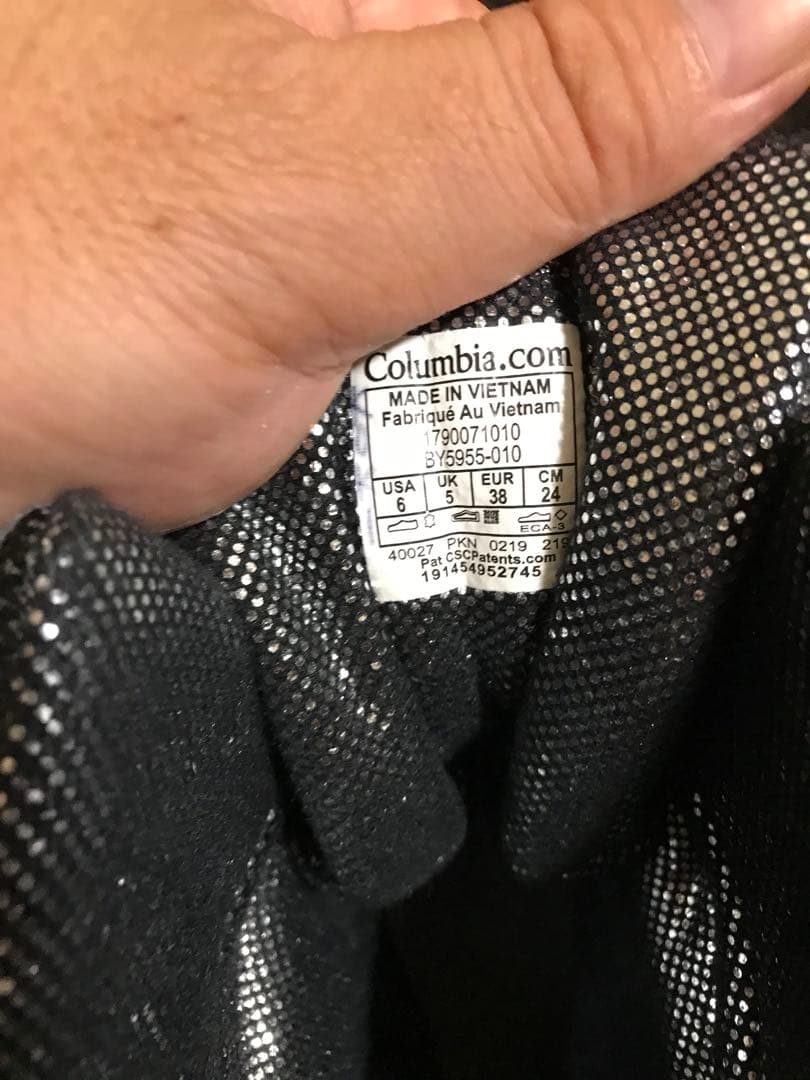 Columbia.com
MADE IN VIETNAM
Fabriqué Au Vietnam
1790071010
BY5955-010
USA UK EUR CM
6 5 38 24
ECA-3
40027 PKN 0219 219
Pat CSCPatents.com
191454952745